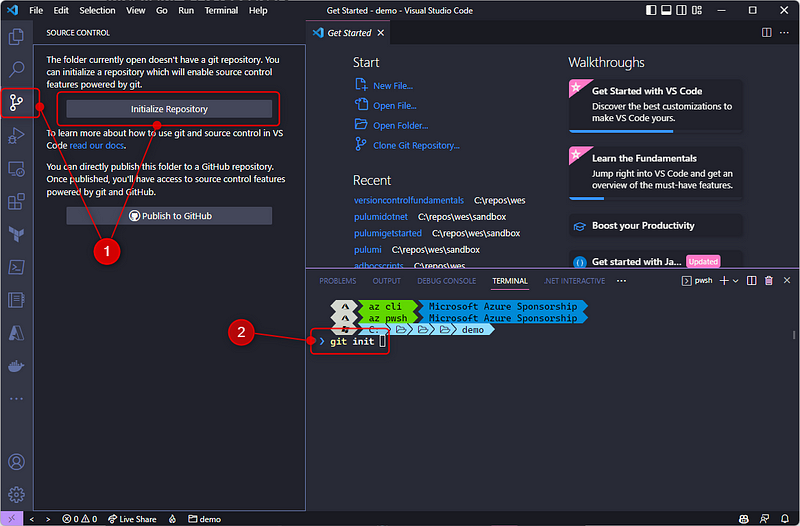 File Edit Selection View Go Run Terminal Help
Get Started - demo - Visual Studio Code
SOURCE CONTROL
The folder currently open doesn't have a git repository. You
can initialize a repository which will enable source control
features powered by git.
Initialize Repository
To learn more about how to use git and source control in VS
Code read our docs.
You can directly publish this folder to a GitHub repository.
Once published, you'll have access to source control features
powered by git and GitHub.
Publish to GitHub
1
Get Started
Start
New File...
Open File...
Open Folder...
Clone Git Repository...
Recent
versioncontrolfundamentals C:\repos\wes
pulumidotnet C:\repos\wes\sandbox
pulumigetstarted C:\repos\wes\sandbox
pulumi C:\repos\wes\sandbox
adhocscripts C:\repos\wes
Walkthroughs
Get Started with VS Code
Discover the best customizations to
make VS Code yours.
Learn the Fundamentals
Jump right into VS Code and get an
overview of the must-have features.
Boost your Productivity
Get started with Ja... Updated
PROBLEMS OUTPUT DEBUG CONSOLE TERMINAL .NET INTERACTIVE ...
pwsh
az cli Microsoft Azure Sponsorship
az pwsh Microsoft Azure Sponsorship
C: demo
2
❯ git init
0 0 Live Share demo